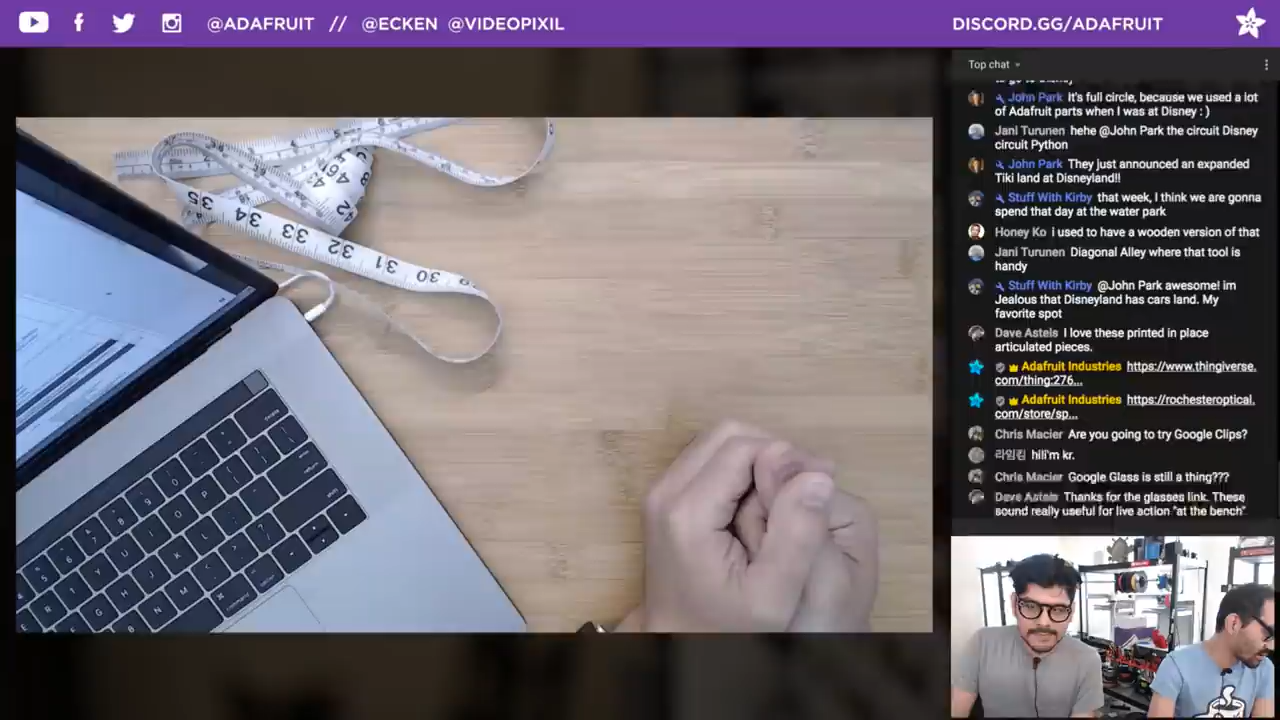 @ADAFRUIT // @ECKEN @VIDEOPIXIL
DISCORD.GG/ADAFRUIT
Top chat
John Park It's full circle, because we used a lot
of Adafruit parts when I was at Disney : )
Jani Turunen hehe @John Park the circuit Disney
circuit Python
John Park They just announced an expanded
Tiki land at Disneyland!!
Stuff With Kirby that week, I think we are gonna
spend that day at the water park
Honey Ko i used to have a wooden version of that
Jani Turunen Diagonal Alley where that tool is
handy
Stuff With Kirby @John Park awesome! im
Jealous that Disneyland has cars land. My
favorite spot
Dave Astels I love these printed in place
articulated pieces.
Adafruit Industries https://www.thingiverse.
com/thing:276...
Adafruit Industries https://rochesteroptical.
com/store/sp...
Chris Macier Are you going to try Google Clips?
라임킴 hili'm kr.
Chris Macier Google Glass is still a thing???
Dave Astels Thanks for the glasses link. These
sound really useful for live action "at the bench"
35 34 33 32 31 30